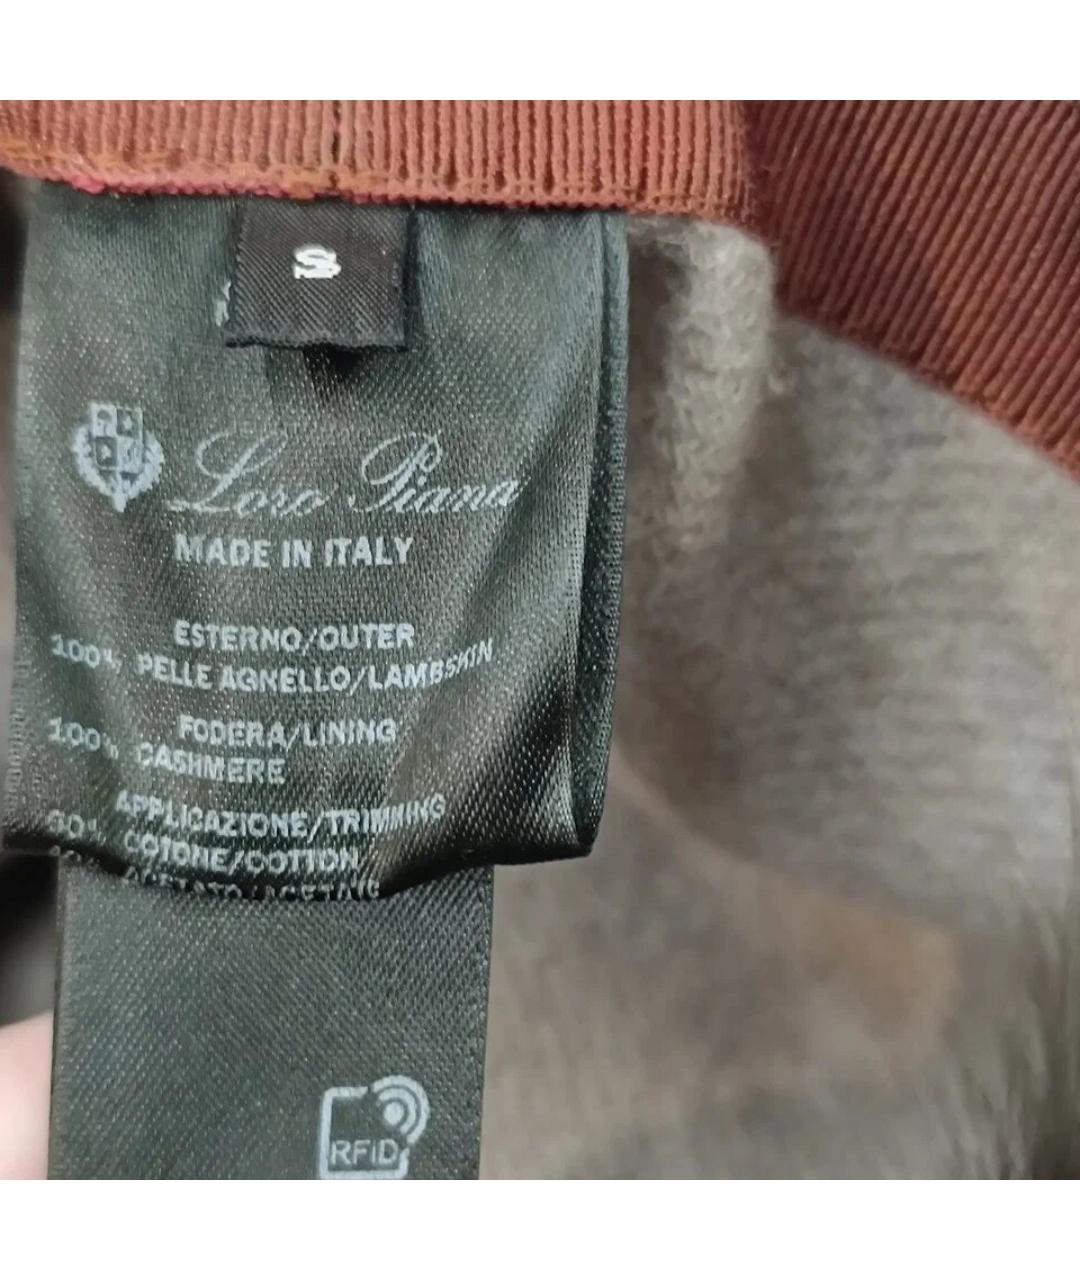 S
Loro Piana
MADE IN ITALY
ESTERNO/OUTER
100% PELLE AGNELLO/LAMBSKIN
FODERA/LINING
100% CASHMERE
APPLICAZIONE/TRIMMING
COTONE/COTTON
RFiD